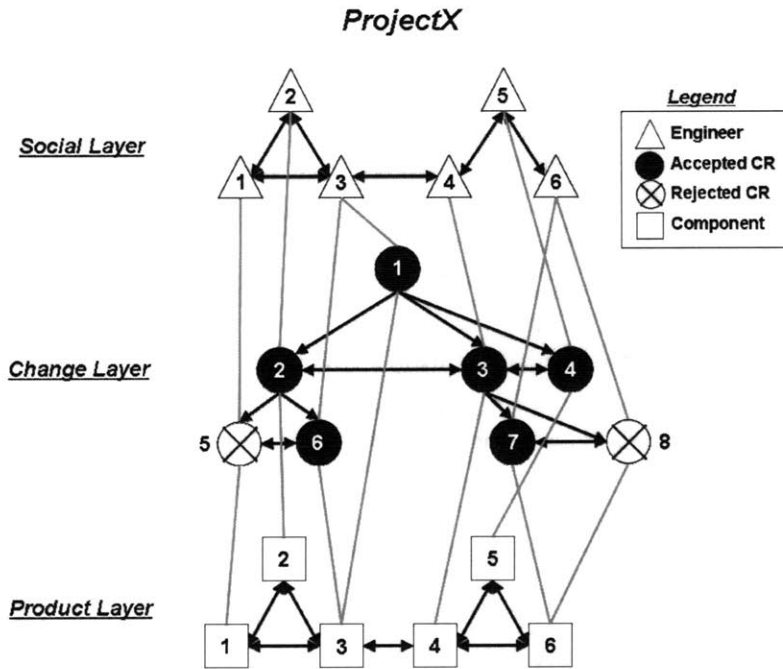 ProjectX
Legend
Engineer
Accepted CR
Rejected CR
Component
Social Layer
2
5
1
3
4
6
1
Change Layer
2
3
4
5
6
7
8
2
5
Product Layer
1
3
4
6